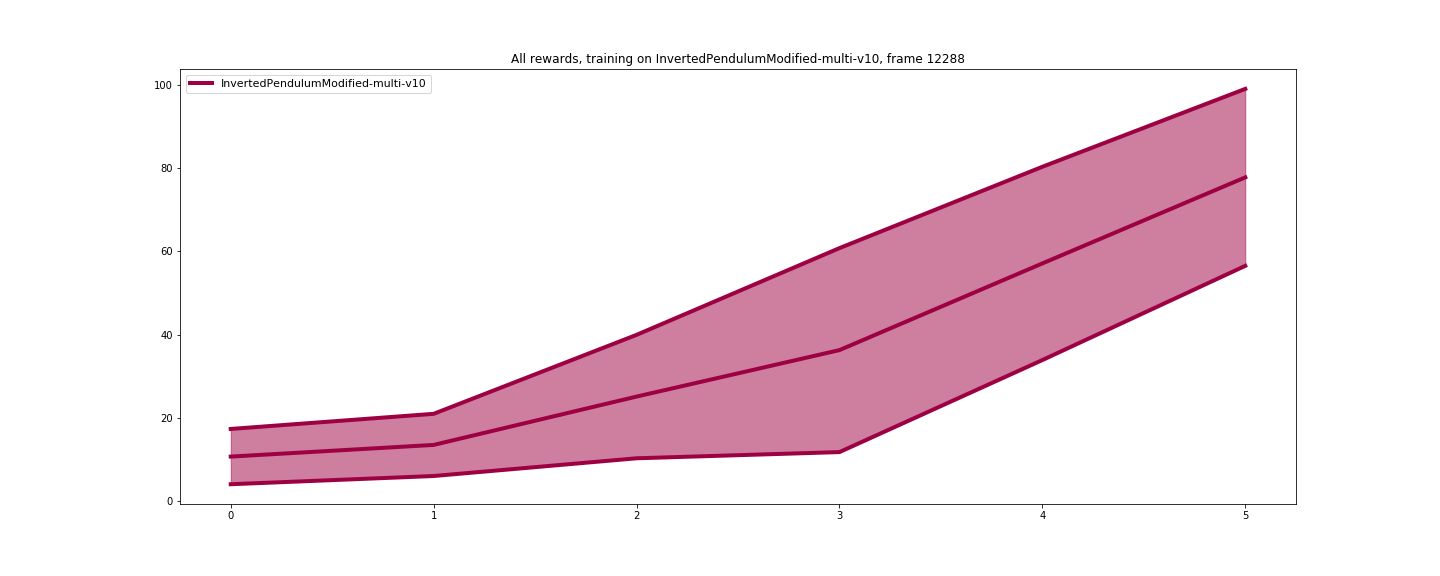 All rewards, training on InvertedPendulumModified-multi-v10, frame 12288
InvertedPendulumModified-multi-v10
100
80
60
40
20
0
0 1 2 3 4 5